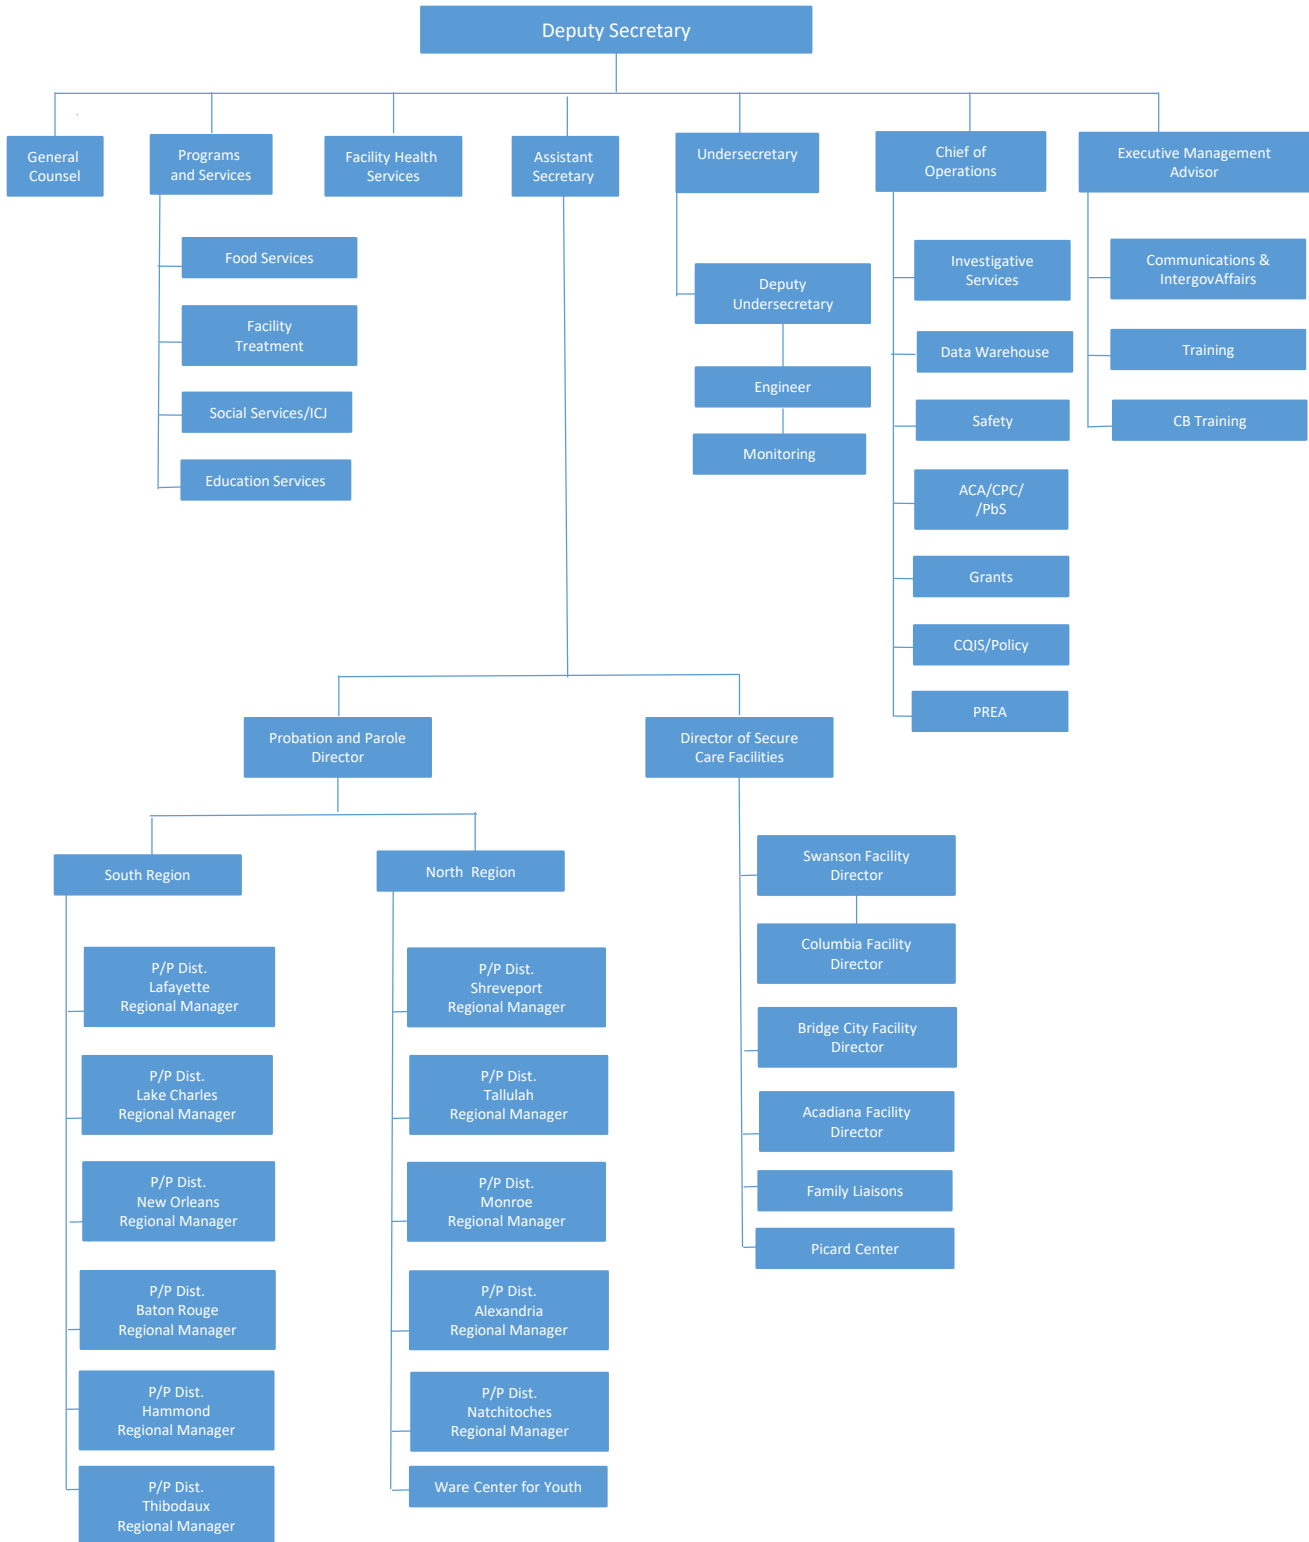 Deputy Secretary
General
Counsel
Programs
and Services
Facility Health
Services
Assistant
Secretary
Undersecretary
Chief of
Operations
Executive Management
Advisor
Food Services
Facility
Treatment
Social Services/ICJ
Education Services
Deputy
Undersecretary
Engineer
Monitoring
Investigative
Services
Data Warehouse
Safety
ACA/CPC/
/PbS
Grants
CQIS/Policy
PREA
Communications &
IntergovAffairs
Training
CB Training
Probation and Parole
Director
Director of Secure
Care Facilities
South Region
North  Region
P/P Dist.
Lafayette
Regional Manager
P/P Dist.
Lake Charles
Regional Manager
P/P Dist.
New Orleans
Regional Manager
P/P Dist.
Baton Rouge
Regional Manager
P/P Dist.
Hammond
Regional Manager
P/P Dist.
Thibodaux
Regional Manager
P/P Dist.
Shreveport
Regional Manager
P/P Dist.
Tallulah
Regional Manager
P/P Dist.
Monroe
Regional Manager
P/P Dist.
Alexandria
Regional Manager
P/P Dist.
Natchitoches
Regional Manager
Ware Center for Youth
Swanson Facility
Director
Columbia Facility
Director
Bridge City Facility
Director
Acadiana Facility
Director
Family Liaisons
Picard Center